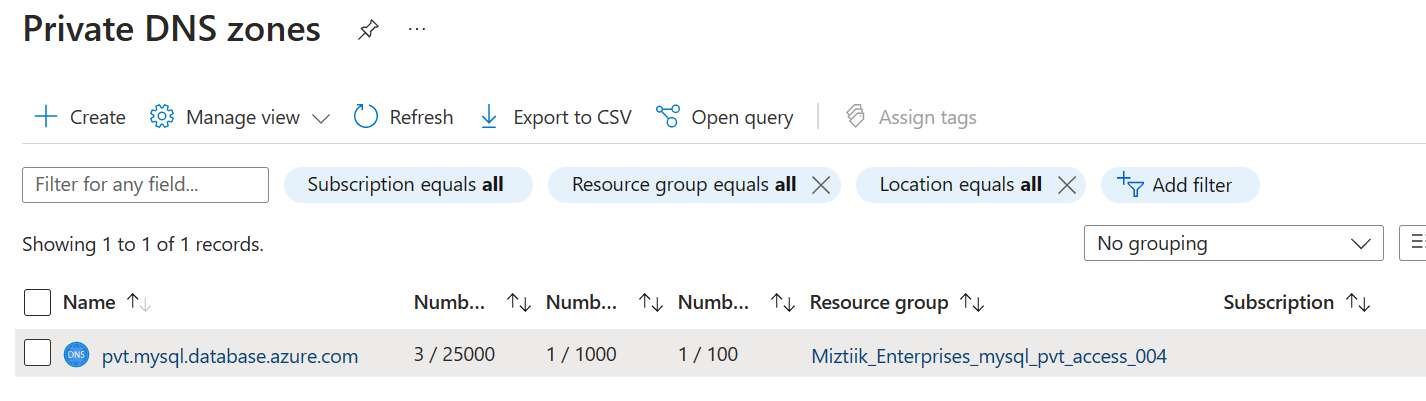 Private DNS zones ...
Create Manage view Refresh Export to CSV Open query Assign tags
Filter for any field... Subscription equals all Resource group equals all Location equals all Add filter
Showing 1 to 1 of 1 records. No grouping
Name Numb... Numb... Numb... Resource group Subscription
DNS pvt.mysql.database.azure.com 3 / 25000 1 / 1000 1 / 100 Miztiik_Enterprises_mysql_pvt_access_004